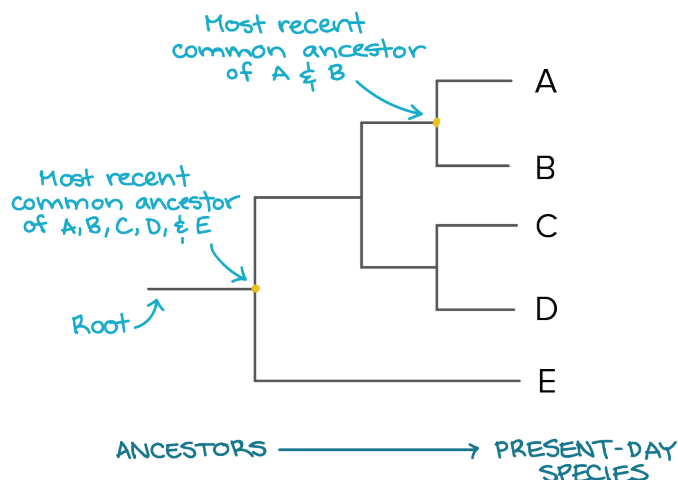 Most recent
common ancestor
of A & B
A
B
Most recent
common ancestor
of A, B, C, D, & E
C
D
Root
E
ANCESTORS
PRESENT-DAY
SPECIES